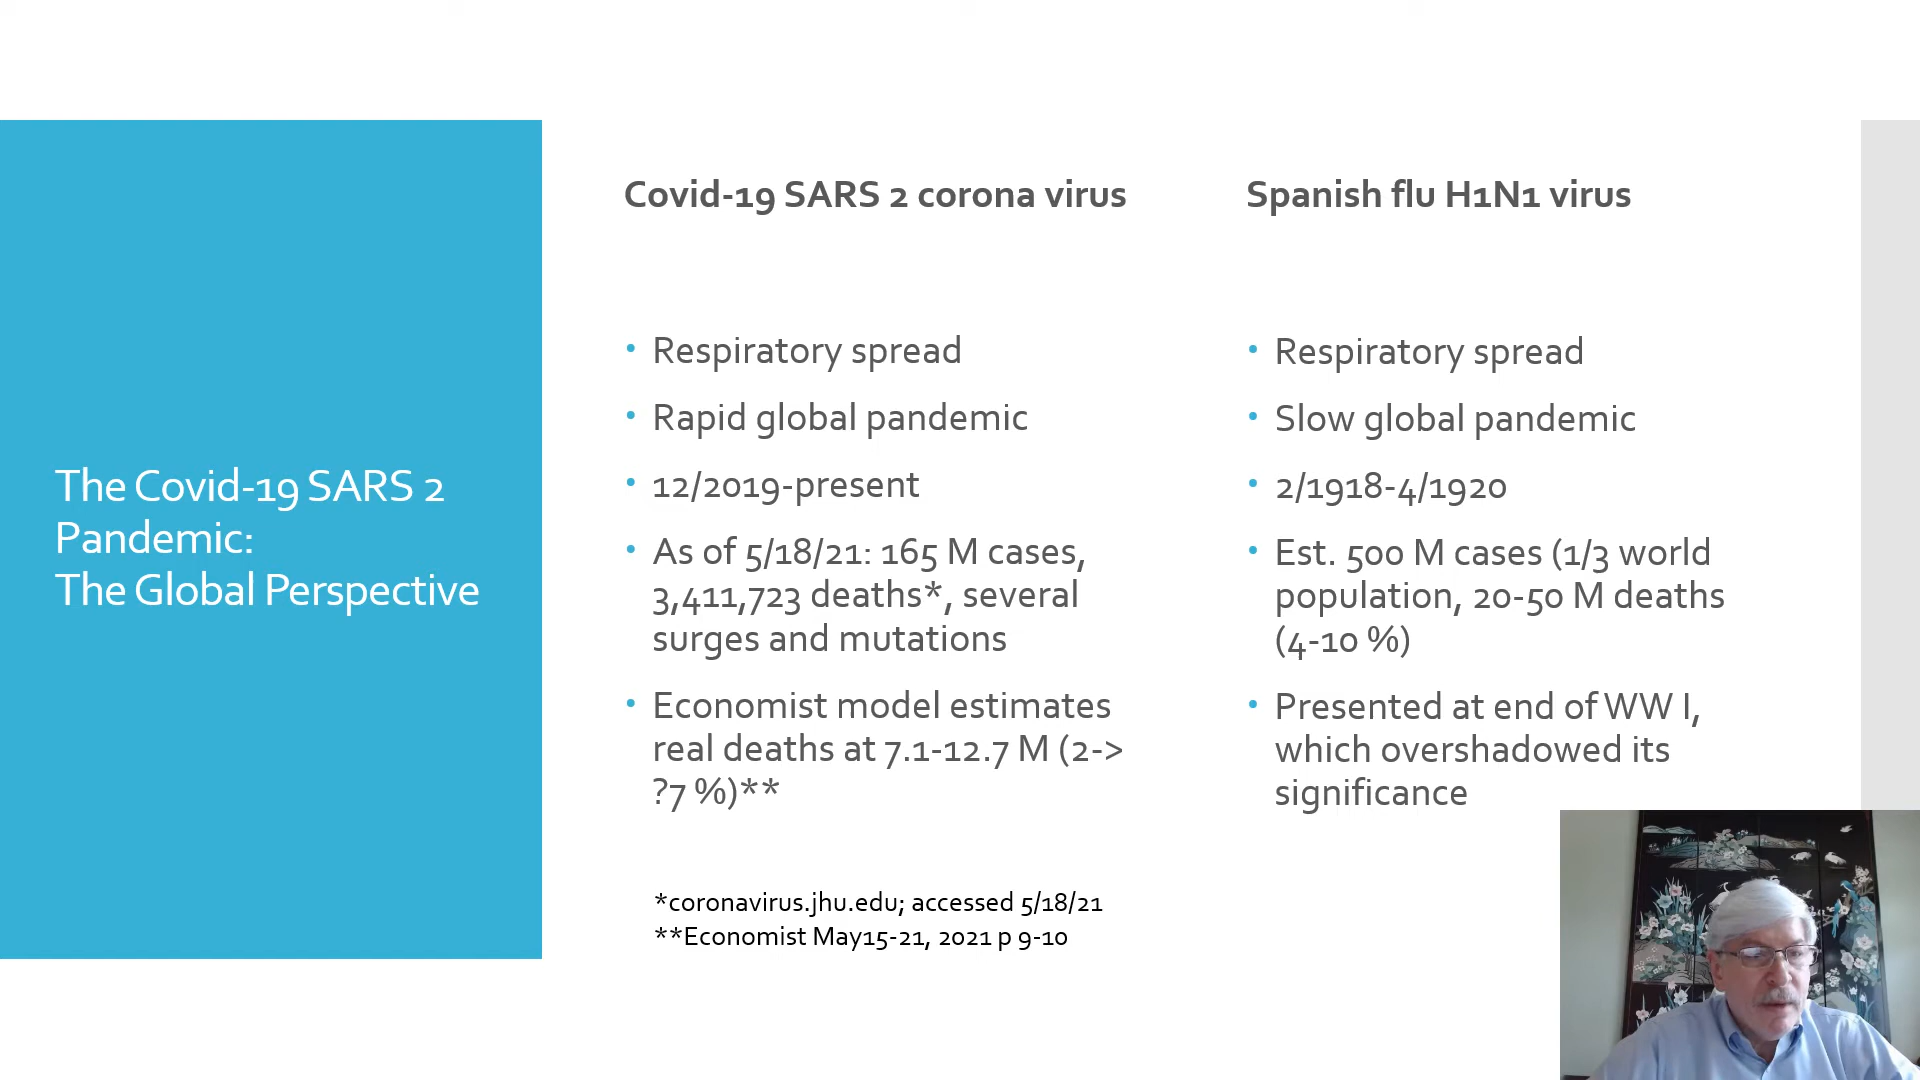 The Covid-19 SARS 2
Pandemic:
The Global Perspective
Covid-19 SARS 2 corona virus
• Respiratory spread
• Rapid global pandemic
• 12/2019-present
• As of 5/18/21: 165 M cases,
3,411,723 deaths*, several
surges and mutations
• Economist model estimates
real deaths at 7.1-12.7 M (2->
?7 %)**
*coronavirus.jhu.edu; accessed 5/18/21
**Economist May15-21, 2021 p 9-10
Spanish flu H1N1 virus
• Respiratory spread
• Slow global pandemic
• 2/1918-4/1920
• Est. 500 M cases (1/3 world
population, 20-50 M deaths
(4-10 %)
• Presented at end of WW I,
which overshadowed its
significance